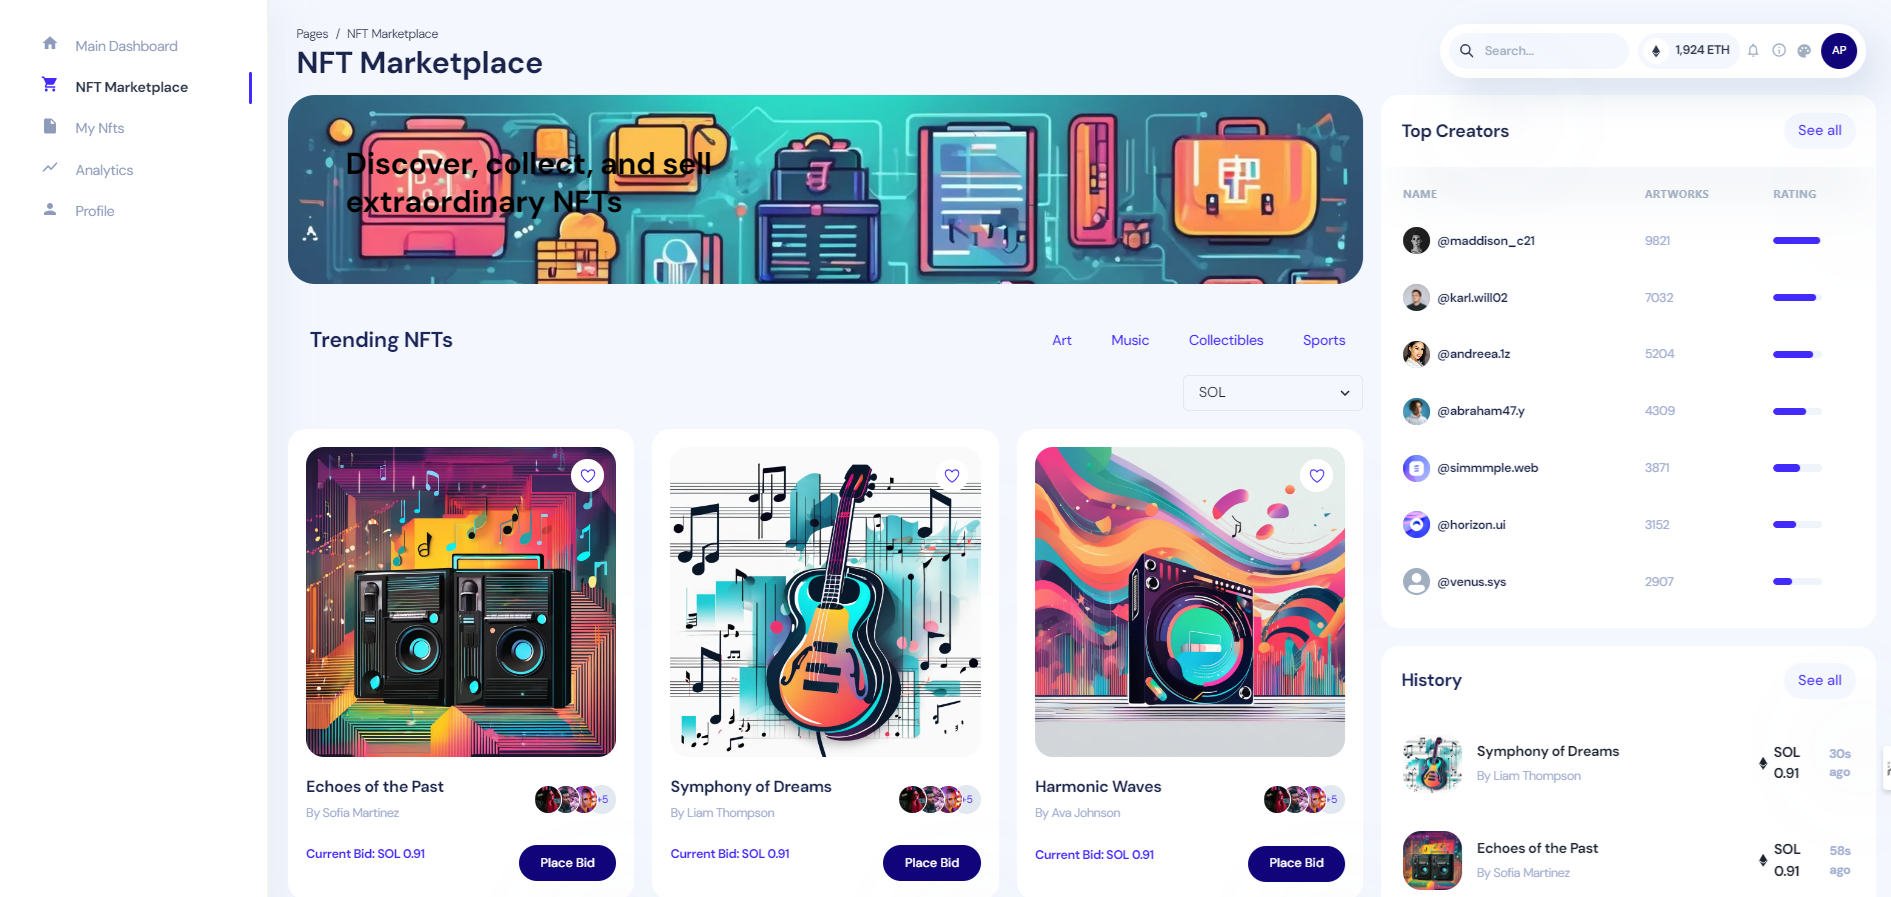 Main Dashboard
NFT Marketplace
My Nfts
Analytics
Profile
Pages / NFT Marketplace
NFT Marketplace
Search...
1,924 ETH
AP
Discover, collect, and sell
extraordinary NFTs
Trending NFTs
Art
Music
Collectibles
Sports
SOL
Echoes of the Past
By Sofia Martinez
+5
Current Bid: SOL 0.91
Place Bid
Symphony of Dreams
By Liam Thompson
+5
Current Bid: SOL 0.91
Place Bid
Harmonic Waves
By Ava Johnson
+5
Current Bid: SOL 0.91
Place Bid
Top Creators
See all
NAME ARTWORKS RATING
@maddison_c21 9821
@karl.will02 7032
@andreea.1z 5204
@abraham47.y 4309
@simmmple.web 3871
@horizon.ui 3152
@venus.sys 2907
History
See all
Symphony of Dreams
By Liam Thompson
SOL
0.91
30s
ago
Echoes of the Past
By Sofia Martinez
SOL
0.91
58s
ago